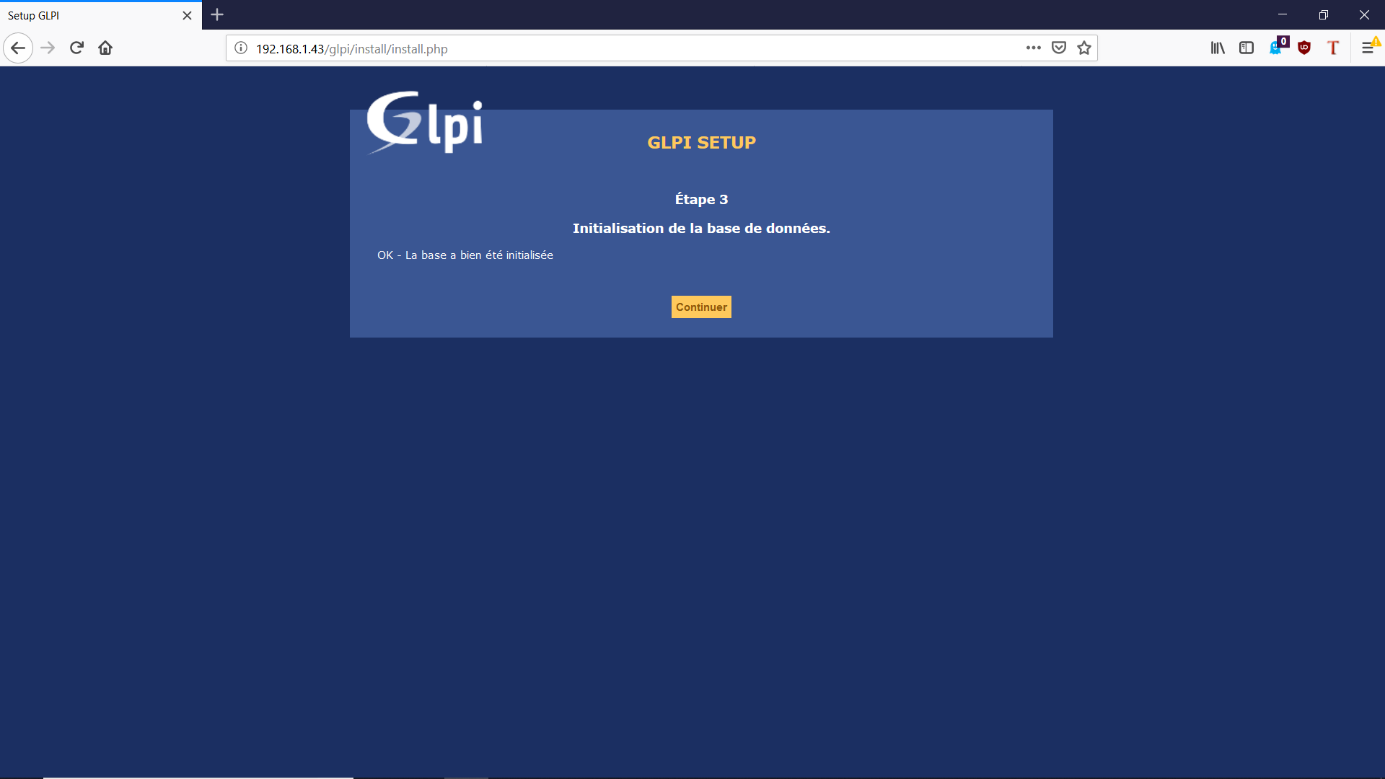 Setup GLPI
192.168.1.43/glpi/install/install.php
0
Glpi
GLPI SETUP
Étape 3
Initialisation de la base de données.
OK - La base a bien été initialisée
Continuer